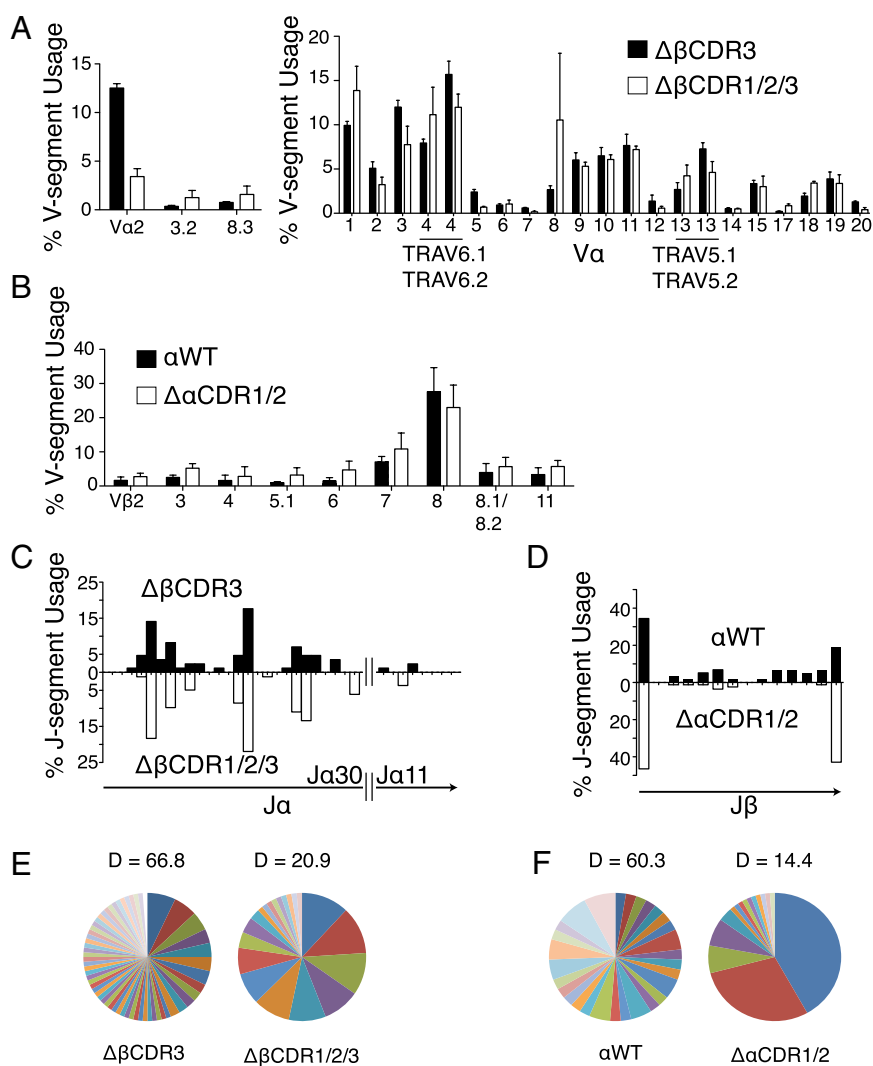 A
% V-segment Usage
15
10
5
0
Vα2 3.2 8.3
% V-segment Usage
20
15
10
5
0
ΔβCDR3
ΔβCDR1/2/3
1 2 3 4 4 5 6 7 8 9 10 11 12 13 13 14 15 17 18 19 20
TRAV6.1
TRAV6.2
Vα
TRAV5.1
TRAV5.2
B
% V-segment Usage
40
30
20
10
0
αWT
ΔαCDR1/2
Vβ2 3 4 5.1 6 7 8 8.1/ 11
8.2
C
% J-segment Usage
25
15
5
0
5
15
25
ΔβCDR3
ΔβCDR1/2/3
Jα30 Jα11
Jα
D
% J-segment Usage
40
20
0
20
40
αWT
ΔαCDR1/2
Jβ
E
D = 66.8 D = 20.9
ΔβCDR3 ΔβCDR1/2/3
F
D = 60.3 D = 14.4
αWT ΔαCDR1/2